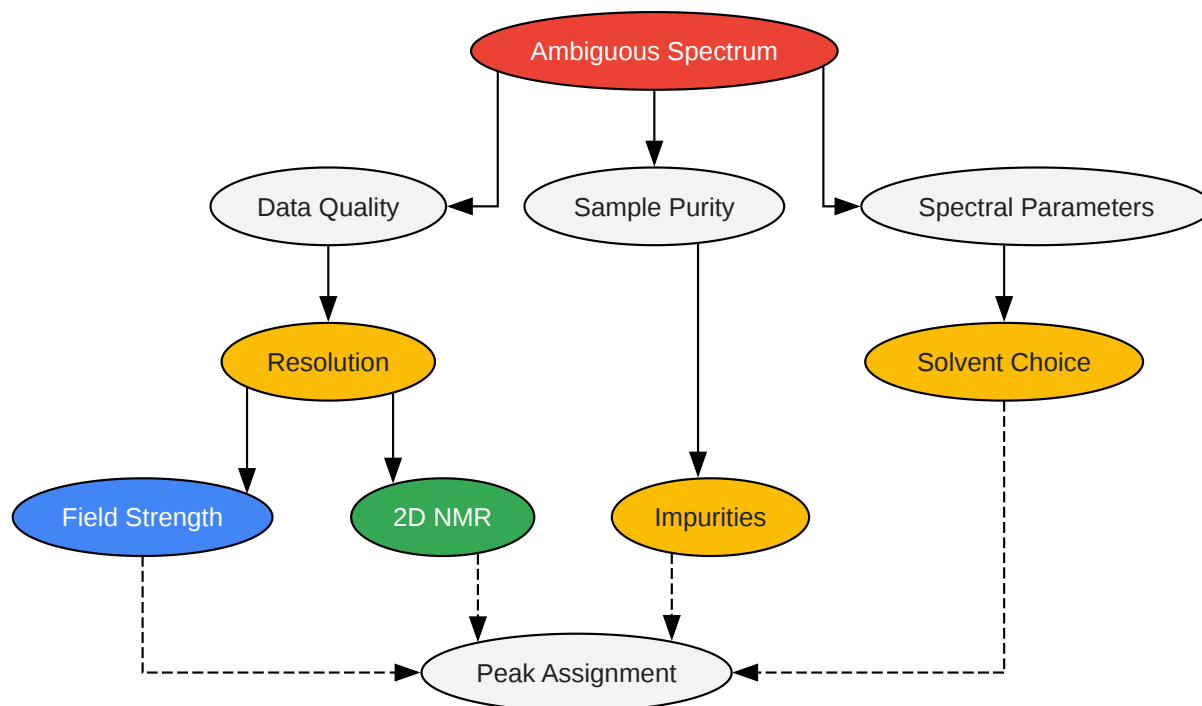 Ambiguous Spectrum
Data Quality
Sample Purity
Spectral Parameters
Resolution
Solvent Choice
Field Strength
2D NMR
Impurities
Peak Assignment